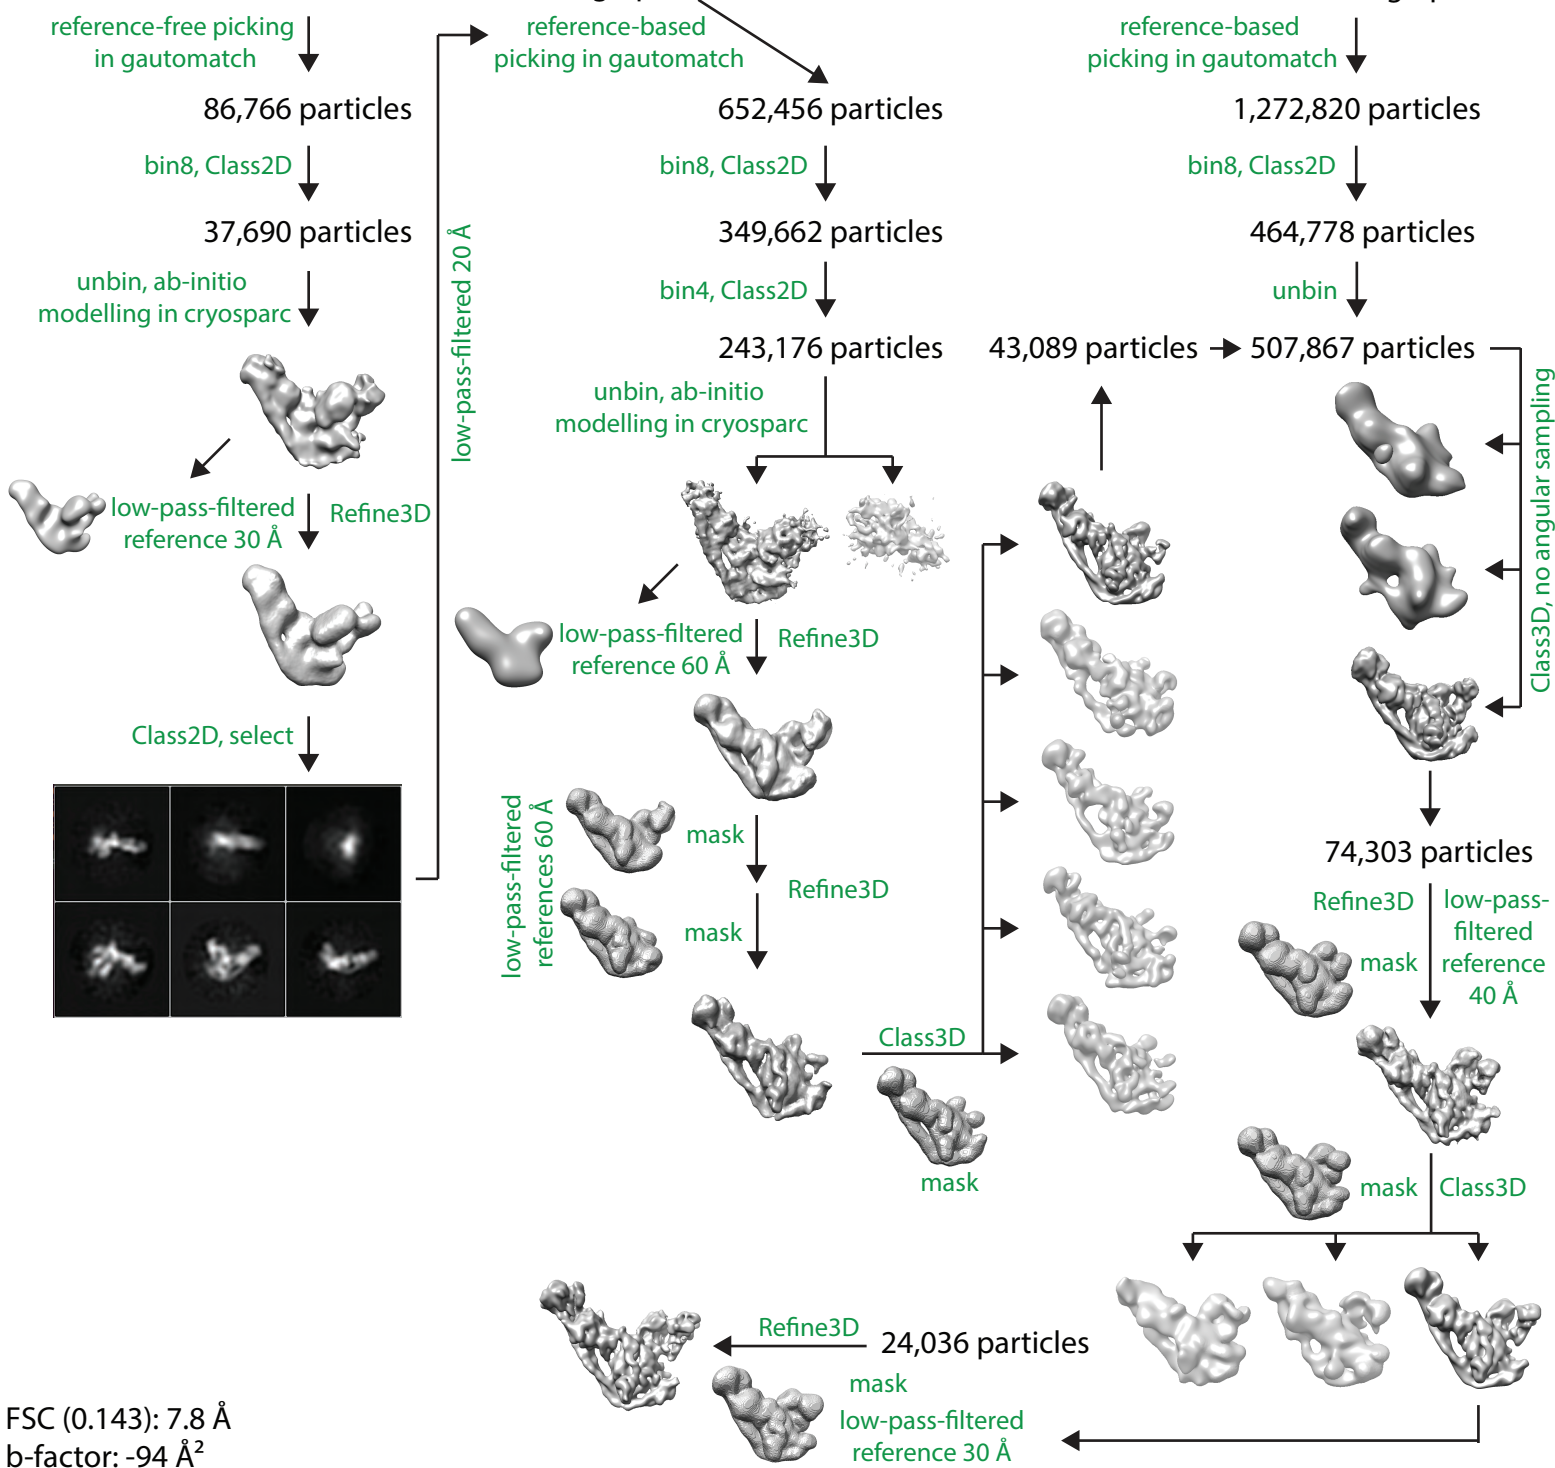 reference-free picking
in gautomatch
86,766 particles
bin8, Class2D
37,690 particles
unbin, ab-initio
modelling in cryosparc
low-pass-filtered
reference 30 Å
Refine3D
Class2D, select
low-pass-filtered 20 Å
reference-based
picking in gautomatch
652,456 particles
bin8, Class2D
349,662 particles
bin4, Class2D
243,176 particles
unbin, ab-initio
modelling in cryosparc
low-pass-filtered
reference 60 Å
Refine3D
low-pass-filtered
references 60 Å
mask
Refine3D
mask
Class3D
mask
43,089 particles
reference-based
picking in gautomatch
1,272,820 particles
bin8, Class2D
464,778 particles
unbin
507,867 particles
Class3D, no angular sampling
74,303 particles
Refine3D
mask
low-pass-
filtered
reference
40 Å
mask
Class3D
24,036 particles
Refine3D
mask
low-pass-filtered
reference 30 Å
FSC (0.143): 7.8 Å
b-factor: -94 Å²